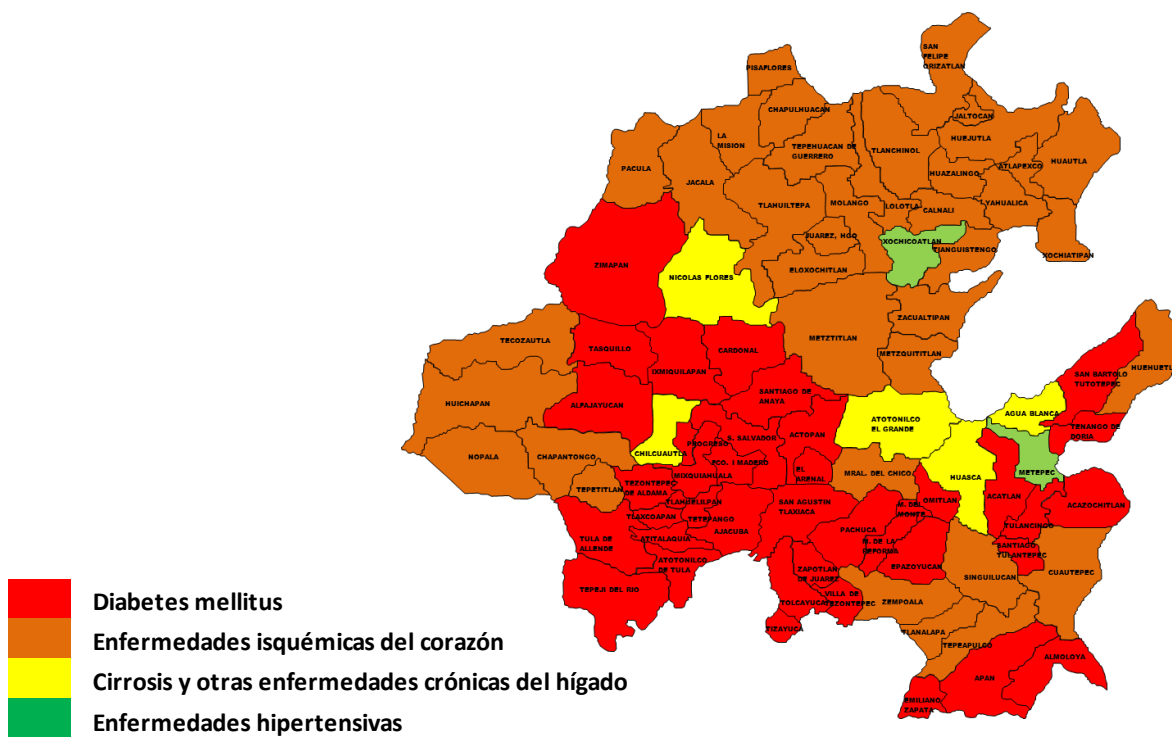 SAN
FELIPE
ORIZATLAN
PISAFLORES
CHAPULHUACAN
LA
MISION
TEPEHUACAN DE
GUERRERO
TLANCHINOL
JALTOCAN
HUEJUTLA
HUAUTLA
ATLAPEXCO
HUAZALINGO
PACULA
JACALA
TLAHUILTEPA
MOLANGO
LOLOTLA
CALNALI
YAHUALICA
JUAREZ, HGO
XOCHICOATLAN
TIANGUISTENGO
XOCHIATIPAN
ZIMAPAN
NICOLAS FLORES
ELOXOCHITLAN
ZACUALTIPAN
METZTITLAN
METZQUITITLAN
TECOZAUTLA
TASQUILLO
CARDONAL
IXMIQUILAPAN
HUEHUETL
SAN BARTOLO
TUTOTEPEC
SANTIAGO DE
ANAYA
HUICHAPAN
ALFAJAYUCAN
AGUA BLANCA
TENANGO DE
DORIA
ATOTONILCO
EL GRANDE
ACTOPAN
S. SALVADOR
PROGRESO
CHILCUAUTLA
NOPALA
CHAPANTONGO
FCO. I MADERO
MIXQUIAHUALA
EL
ARENAL
MRAL. DEL CHICO
HUASCA
METEPEC
TEPETITLAN
TEZONTEPEC
DE ALDAMA
TLAHUELILPAN
SAN AGUSTIN
TLAXIACA
OMITLAN
ACATLAN
ACAZOCHITLAN
M. DEL
MONTE
TLAXCOAPAN
TETEPANGO
AJACUBA
PACHUCA
TULANCINGO
TULA DE
ALLENDE
ATITALAQUIA
M. DE LA
REFORMA
SANTIAGO
TULANTEPEC
ATOTONILCO
DE TULA
EPAZOYUCAN
CUAUTEPEC
ZAPOTLAN
DE JUAREZ
SINGUILUCAN
TEPEJI DEL RIO
VILLA DE
TEZONTEPEC
TOLCAYUCA
ZEMPOALA
TIZAYUCA
TLANALAPA
TEPEAPULCO
ALMOLOYA
APAN
EMILIANO
ZAPATA
Diabetes mellitus
Enfermedades isquémicas del corazón
Cirrosis y otras enfermedades crónicas del hígado
Enfermedades hipertensivas